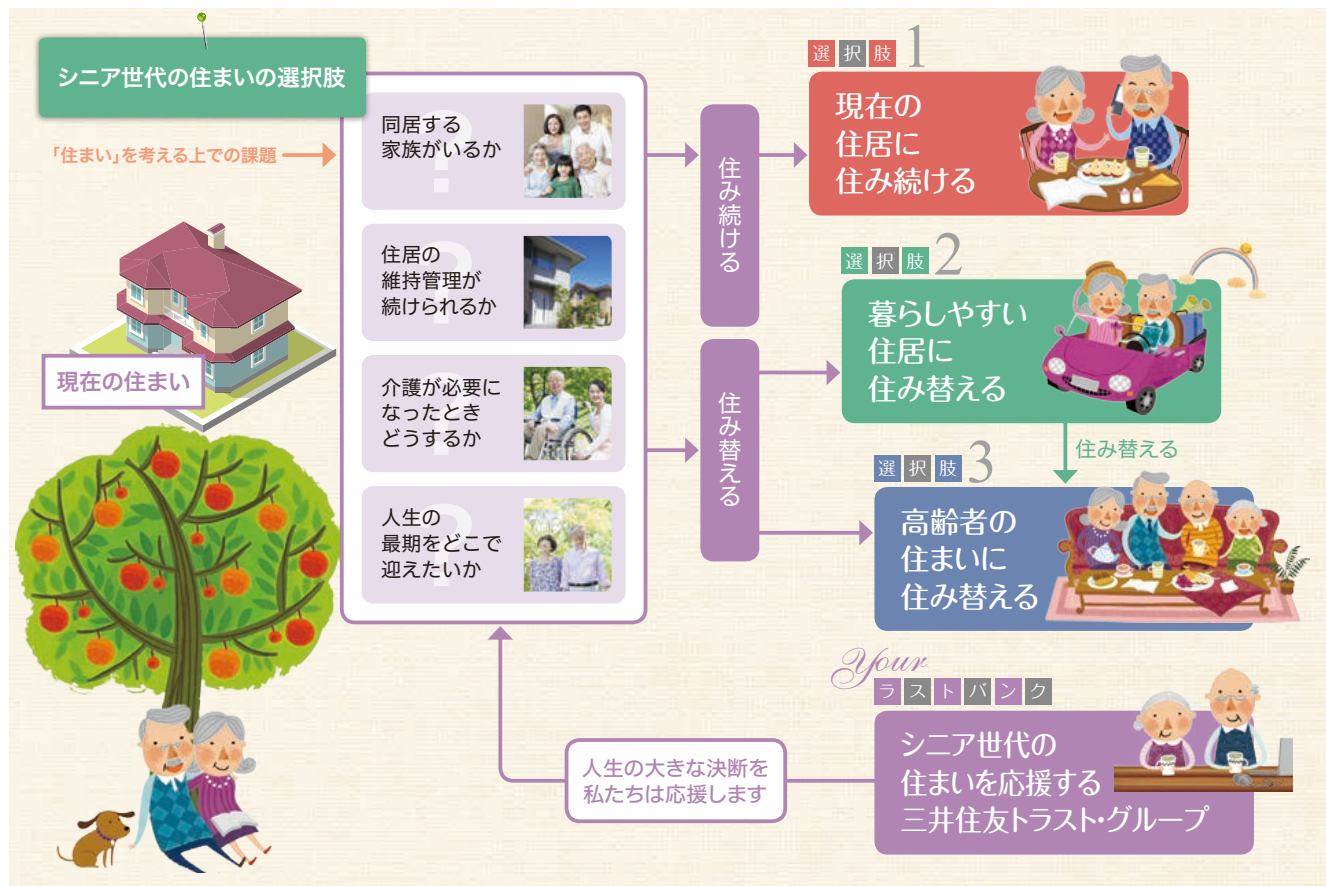 シニア世代の住まいの選択肢
「住まい」を考える上での課題
現在の住まい
同居する
家族がいるか
住居の
維持管理が
続けられるか
介護が必要に
なったとき
どうするか
人生の
最期をどこで
迎えたいか
住み続ける
住み替える
選択肢1
現在の
住居に
住み続ける
選択肢2
暮らしやすい
住居に
住み替える
住み替える
選択肢3
高齢者の
住まいに
住み替える
Your
ラストバンク
シニア世代の
住まいを応援する
三井住友トラスト・グループ
人生の大きな決断を
私たちは応援します